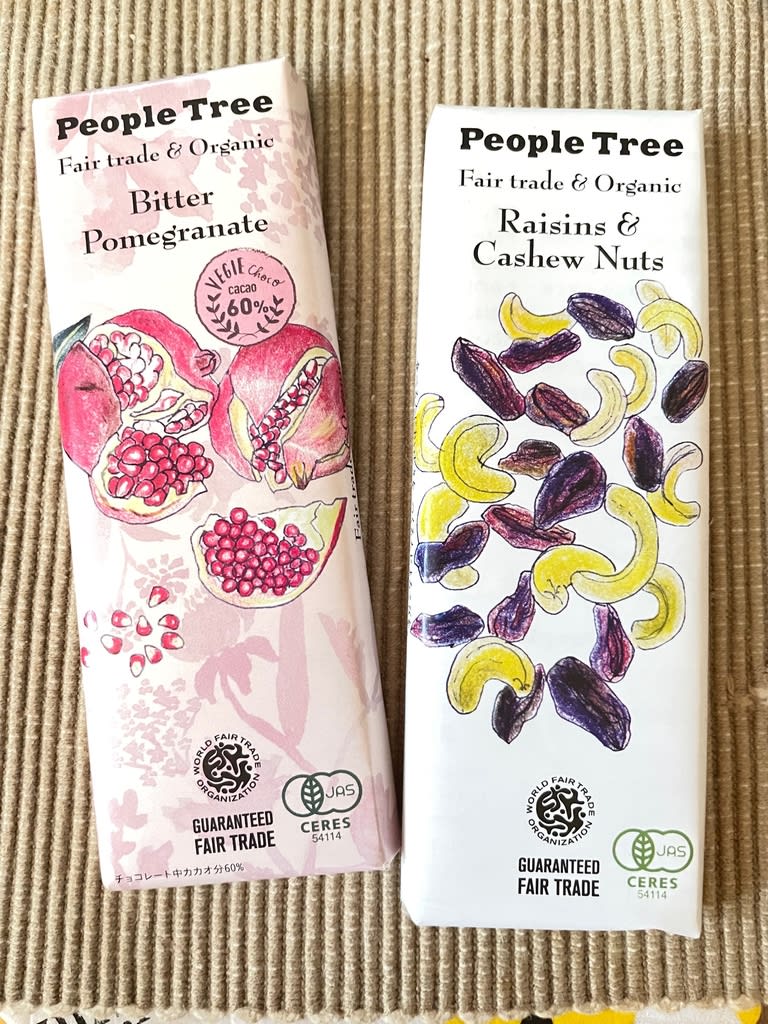 People Tree
Fair trade & Organic
Bitter
Pomegranate
VEGIE Choco
cacao
60%
Fair trade
WORLD FAIR TRADE
ORGANIZATION
GUARANTEED
FAIR TRADE
JAS
CERES
54114
チョコレート中カカオ分60%
People Tree
Fair trade & Organic
Raisins &
Cashew Nuts
WORLD FAIR TRADE
ORGANIZATION
GUARANTEED
FAIR TRADE
JAS
CERES
54114